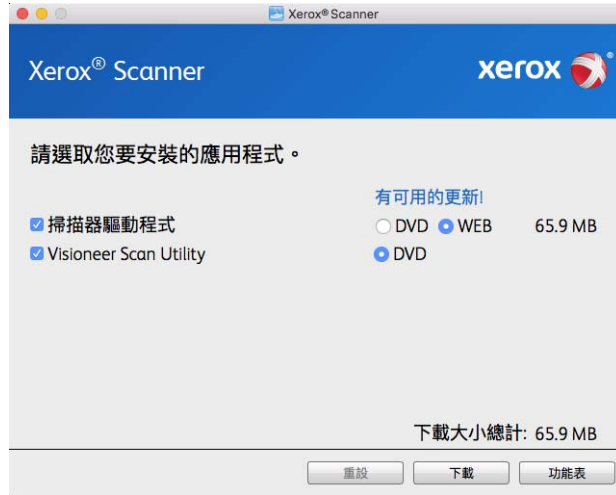 Xerox® Scanner
Xerox® Scanner
xerox
請選取您要安裝的應用程式。
有可用的更新!
掃描器驅動程式 DVD WEB 65.9 MB
Visioneer Scan Utility DVD
下載大小總計: 65.9 MB
重設 下載 功能表